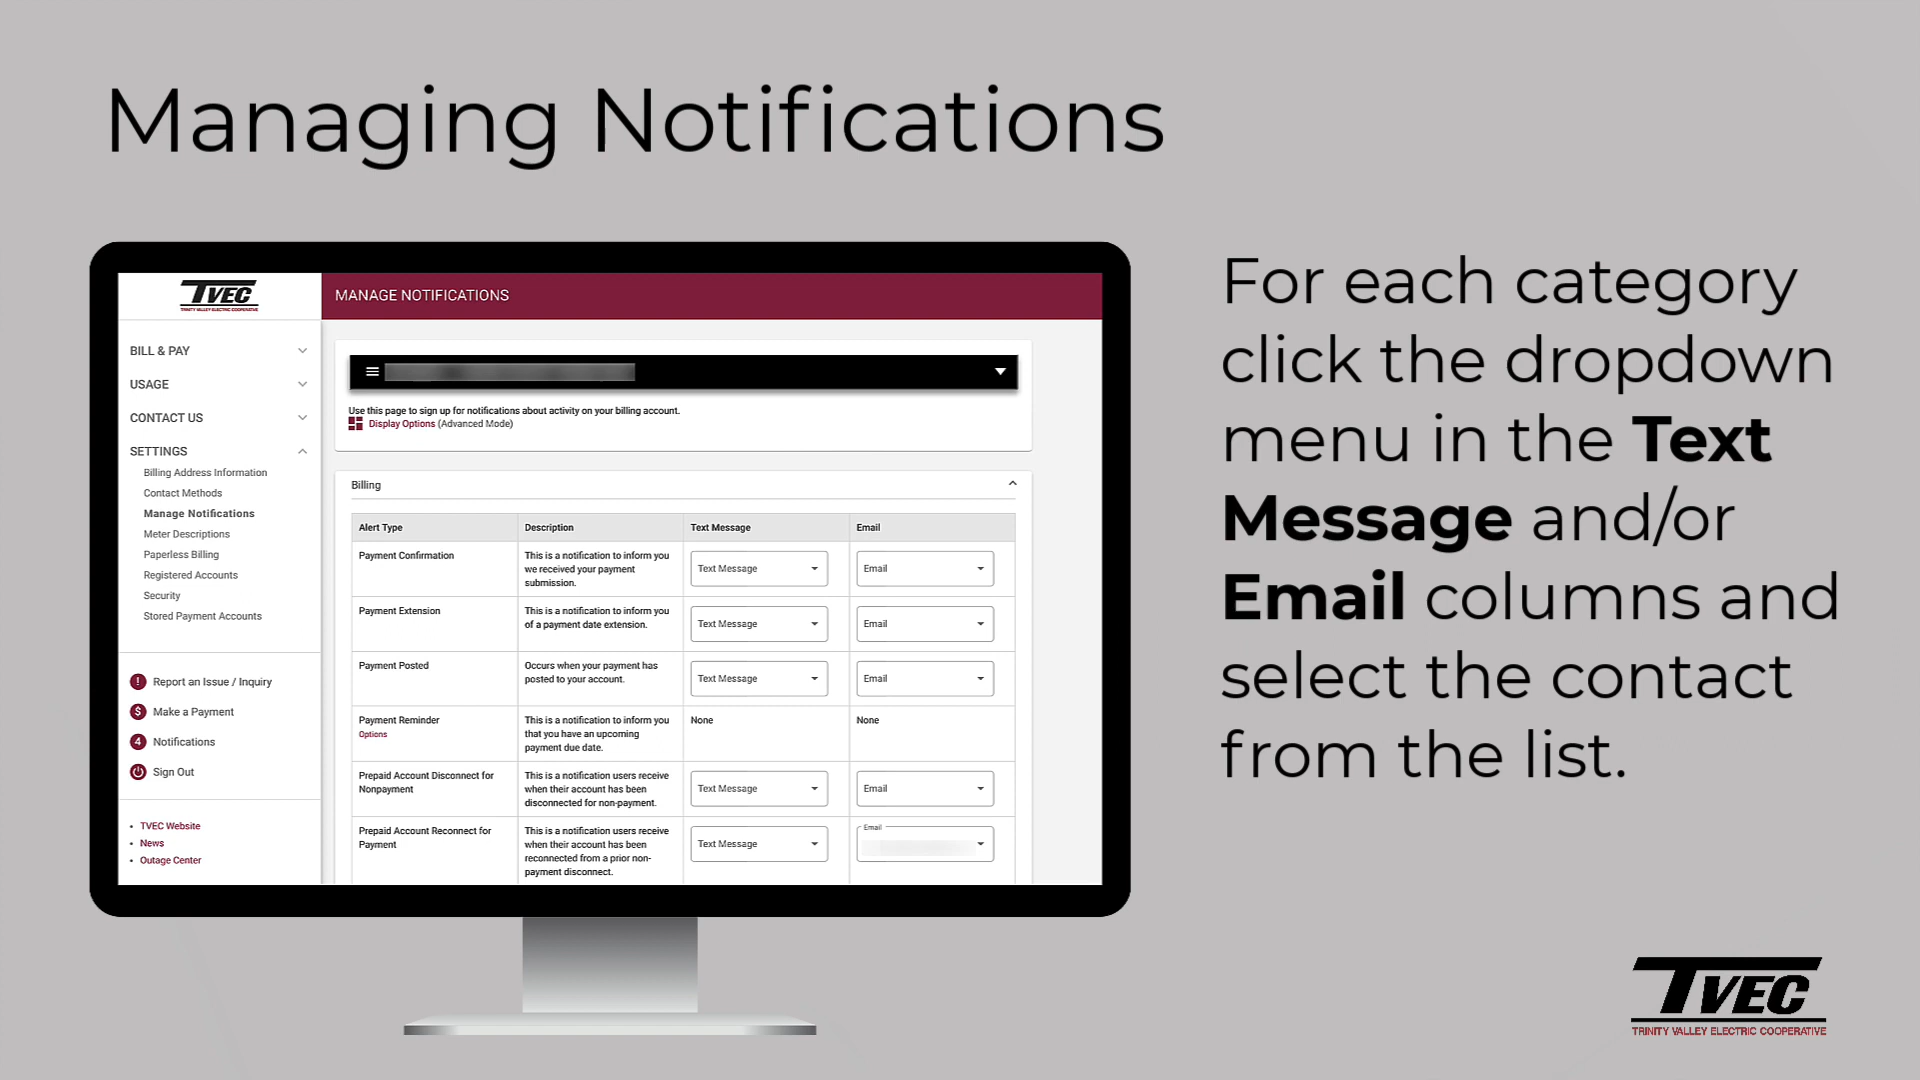 Managing Notifications
TVEC
TRINITY VALLEY ELECTRIC COOPERATIVE
MANAGE NOTIFICATIONS
BILL & PAY
USAGE
CONTACT US
SETTINGS
Billing Address Information
Contact Methods
Manage Notifications
Meter Descriptions
Paperless Billing
Registered Accounts
Security
Stored Payment Accounts
! Report an Issue / Inquiry
$ Make a Payment
4 Notifications
Sign Out
• TVEC Website
• News
• Outage Center
Use this page to sign up for notifications about activity on your billing account.
Display Options (Advanced Mode)
Billing
Alert Type Description Text Message Email
Payment Confirmation
This is a notification to inform you
we received your payment
submission.
Text Message
Email
Payment Extension
This is a notification to inform you
of a payment date extension.
Text Message
Email
Payment Posted
Occurs when your payment has
posted to your account.
Text Message
Email
Payment Reminder
Options
This is a notification to inform you
that you have an upcoming
payment due date.
None
None
Prepaid Account Disconnect for
Nonpayment
This is a notification users receive
when their account has been
disconnected for non-payment.
Text Message
Email
Prepaid Account Reconnect for
Payment
This is a notification users receive
when their account has been
reconnected from a prior non-
payment disconnect.
Text Message
Email
For each category
click the dropdown
menu in the Text
Message and/or
Email columns and
select the contact
from the list.
TVEC
TRINITY VALLEY ELECTRIC COOPERATIVE